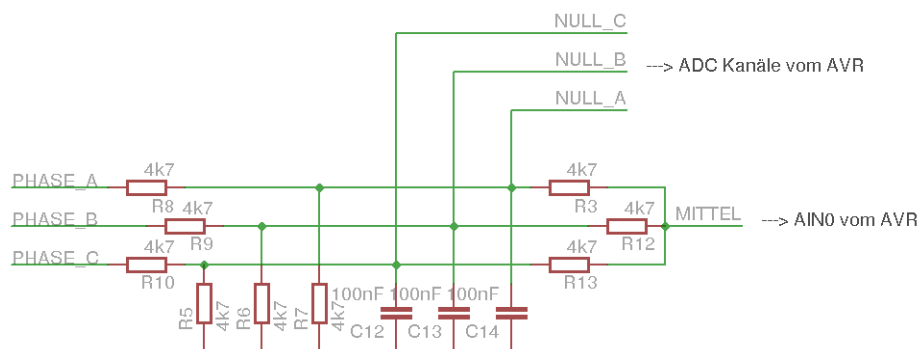 NULL_C
NULL_B ---> ADC Kanäle vom AVR
NULL_A
4k7 4k7
PHASE_A R8 4k7 R3 4k7 MITTEL ---> AIN0 vom AVR
PHASE_B R9 R12
4k7 4k7
PHASE_C R10 R13
R5 4k7 R6 4k7 R7 4k7 100nF 100nF 100nF
C12 C13 C14